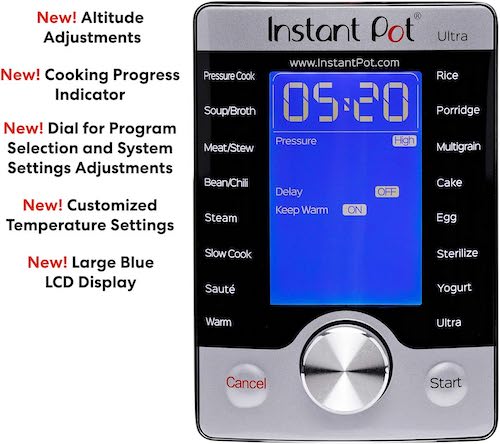 New! Altitude
Adjustments
New! Cooking Progress
Indicator
New! Dial for Program
Selection and System
Settings Adjustments
New! Customized
Temperature Settings
New! Large Blue
LCD Display
Instant Pot® Ultra
www.InstantPot.com
05:20
Pressure High
Delay OFF
Keep Warm ON
Pressure Cook
Soup/Broth
Meat/Stew
Bean/Chili
Steam
Slow Cook
Sauté
Warm
Rice
Porridge
Multigrain
Cake
Egg
Sterilize
Yogurt
Ultra
Cancel
Start